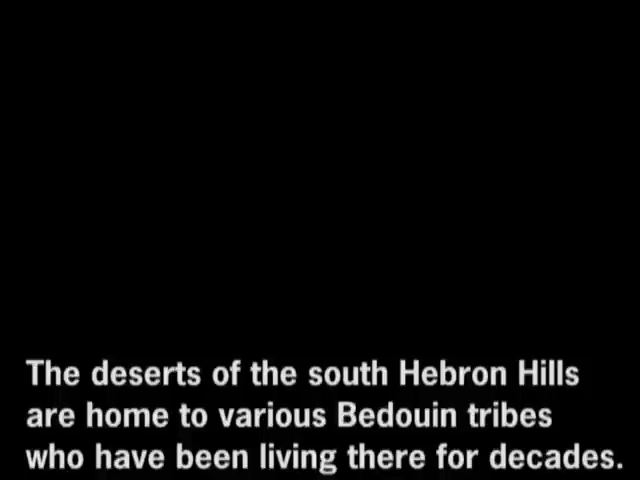 The deserts of the south Hebron Hills
are home to various Bedouin tribes
who have been living there for decades.